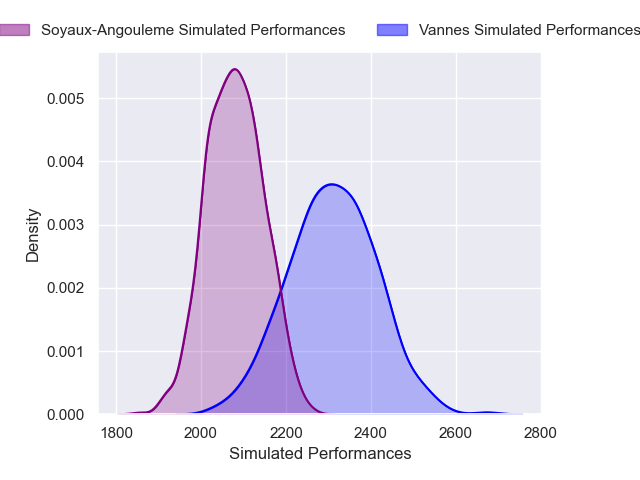 Soyaux-Angouleme Simulated Performances Vannes Simulated Performances
0.005
0.004
0.003
0.002
0.001
0.000
Density
1800 2000 2200 2400 2600 2800
Simulated Performances